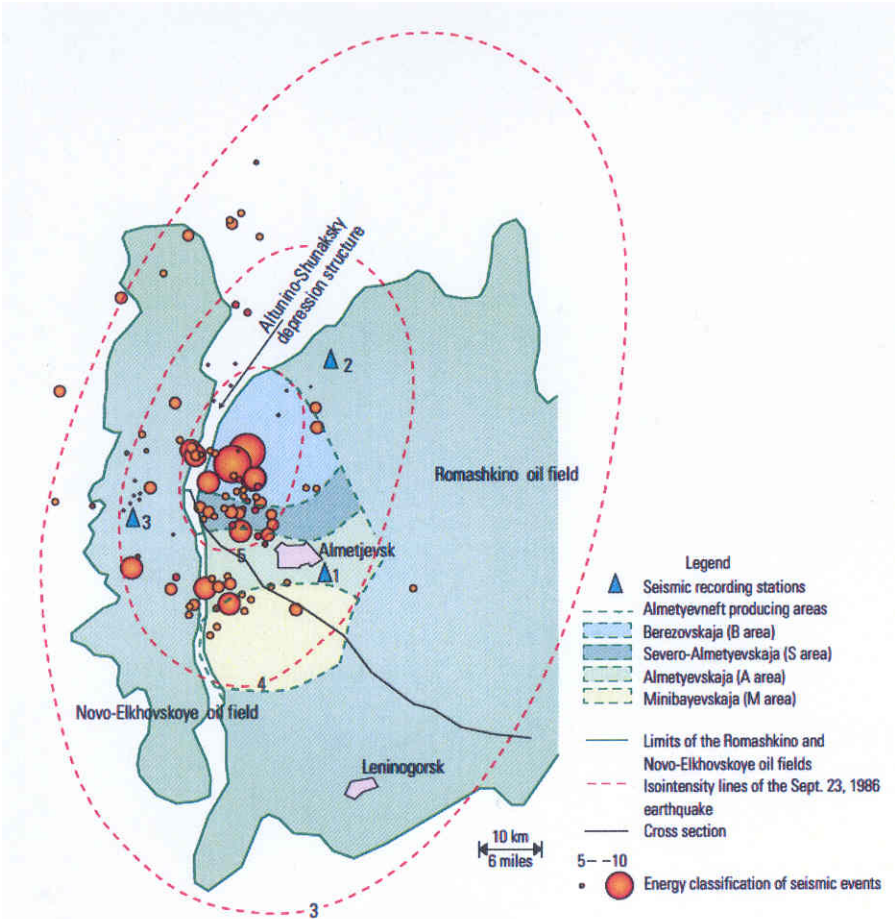 Altunino-Shunaksky
depression structure
2
Romashkino oil field
3
5
Almetjevsk
1
4
Novo-Elkhovskoye oil field
Leninogorsk
3
10 km
6 miles
Legend
Seismic recording stations
Almetyevneft producing areas
Berezovskaja (B area)
Severo-Almetyevskaja (S area)
Almetyevskaja (A area)
Minibayevskaja (M area)
Limits of the Romashkino and
Novo-Elkhovskoye oil fields
Isointensity lines of the Sept. 23, 1986
earthquake
Cross section
5– –10
Energy classification of seismic events